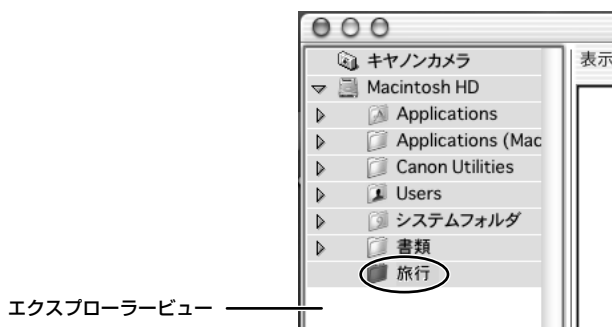 キヤノンカメラ
表示
Macintosh HD
Applications
Applications (Mac
Canon Utilities
Users
システムフォルダ
書類
旅行
エクスプローラービュー